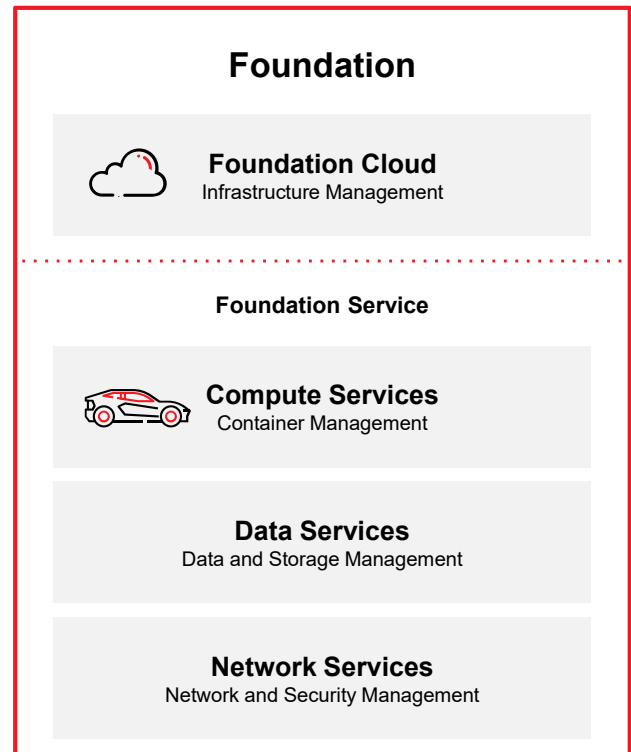 Foundation
Foundation Cloud
Infrastructure Management
Foundation Service
Compute Services
Container Management
Data Services
Data and Storage Management
Network Services
Network and Security Management